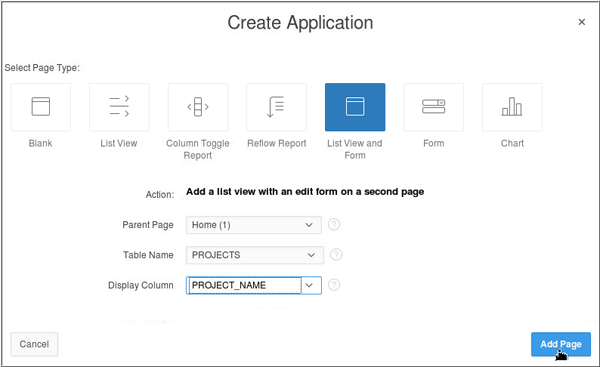 Create Application
×
Select Page Type:
Blank
List View
Column Toggle
Report
Reflow Report
List View and
Form
Form
Chart
Action:
Add a list view with an edit form on a second page
Parent Page
Home (1)
?
Table Name
PROJECTS
?
Display Column
PROJECT_NAME
?
Cancel
Add Page